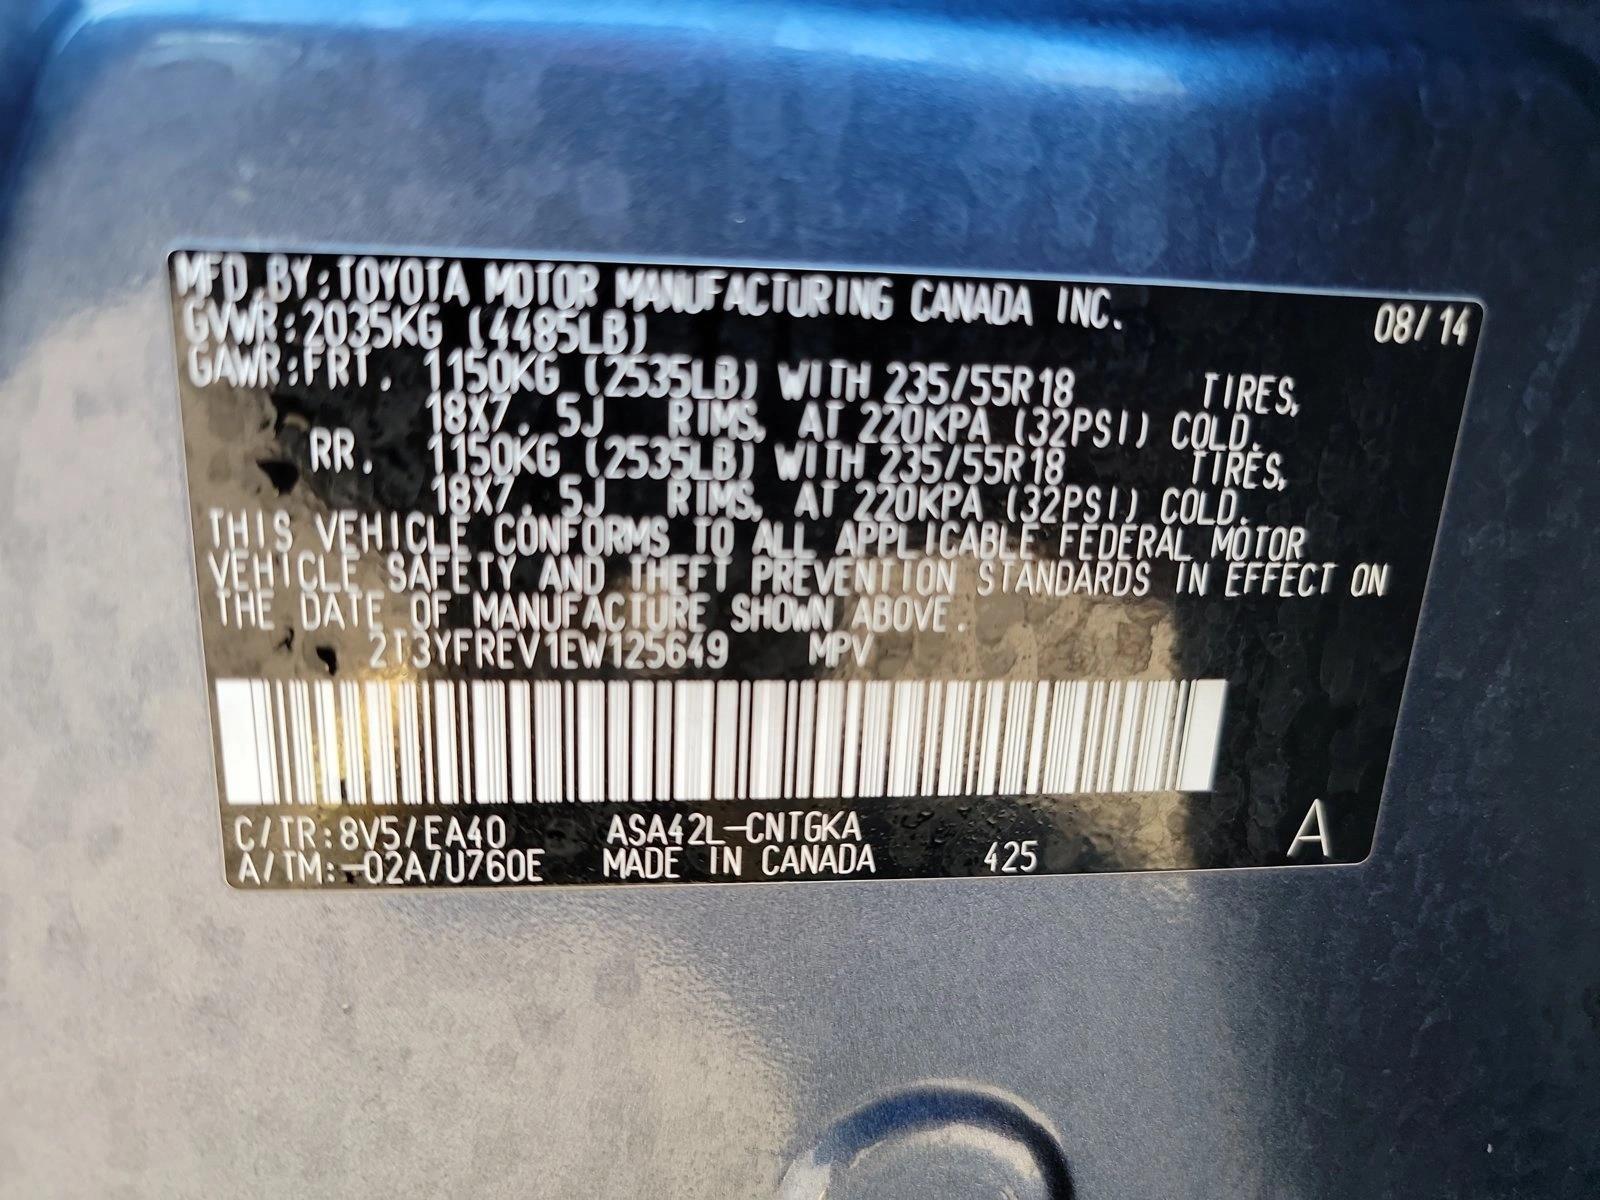 MFD.BY:TOYOTA MOTOR MANUFACTURING CANADA INC. 08/14
GVWR:2035KG (4485LB)
GAWR:FRT. 1150KG (2535LB) WITH 235/55R18 TIRES,
18X7.5J RIMS, AT 220KPA (32PSI) COLD.
RR. 1150KG (2535LB) WITH 235/55R18 TIRES,
18X7.5J RIMS, AT 220KPA (32PSI) COLD.
THIS VEHICLE CONFORMS TO ALL APPLICABLE FEDERAL MOTOR
VEHICLE SAFETY AND THEFT PREVENTION STANDARDS IN EFFECT ON
THE DATE OF MANUFACTURE SHOWN ABOVE.
2T3YFREV1EW125649 MPV
C/TR:8V5/EA40 ASA42L-CNTGKA
A/TM:-02A/U760E MADE IN CANADA 425 A